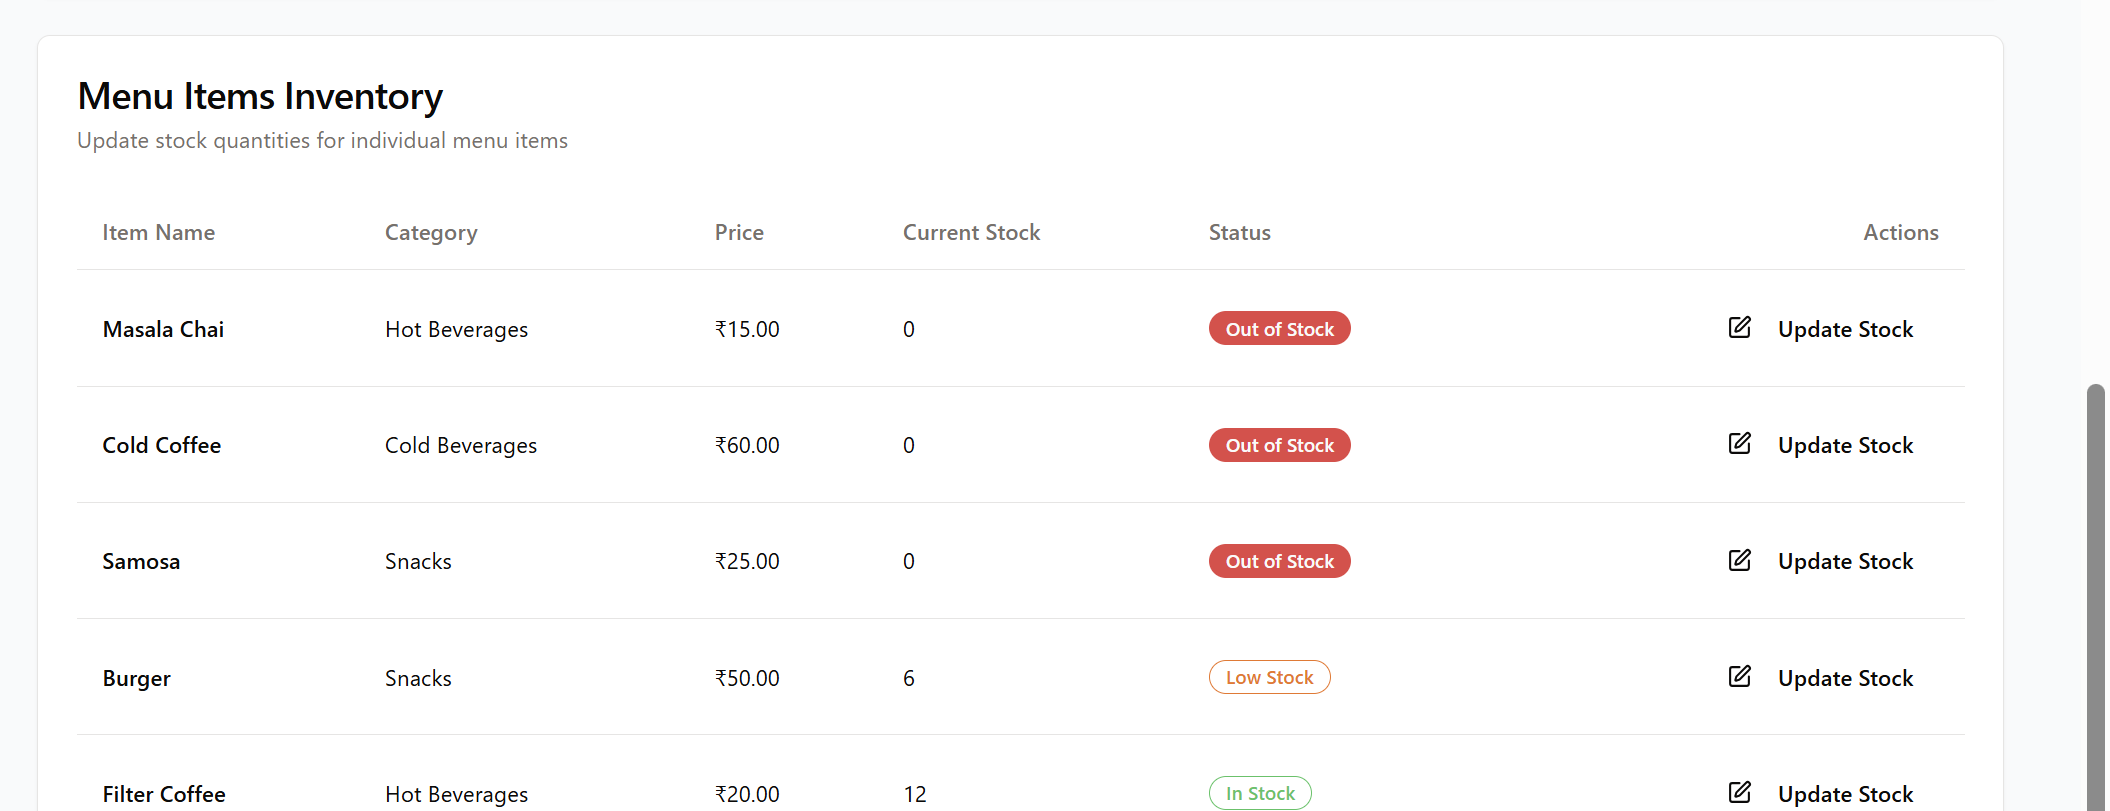 Menu Items Inventory
Update stock quantities for individual menu items
Item Name Category Price Current Stock Status Actions
Masala Chai Hot Beverages ₹15.00 0 Out of Stock Update Stock
Cold Coffee Cold Beverages ₹60.00 0 Out of Stock Update Stock
Samosa Snacks ₹25.00 0 Out of Stock Update Stock
Burger Snacks ₹50.00 6 Low Stock Update Stock
Filter Coffee Hot Beverages ₹20.00 12 In Stock Update Stock